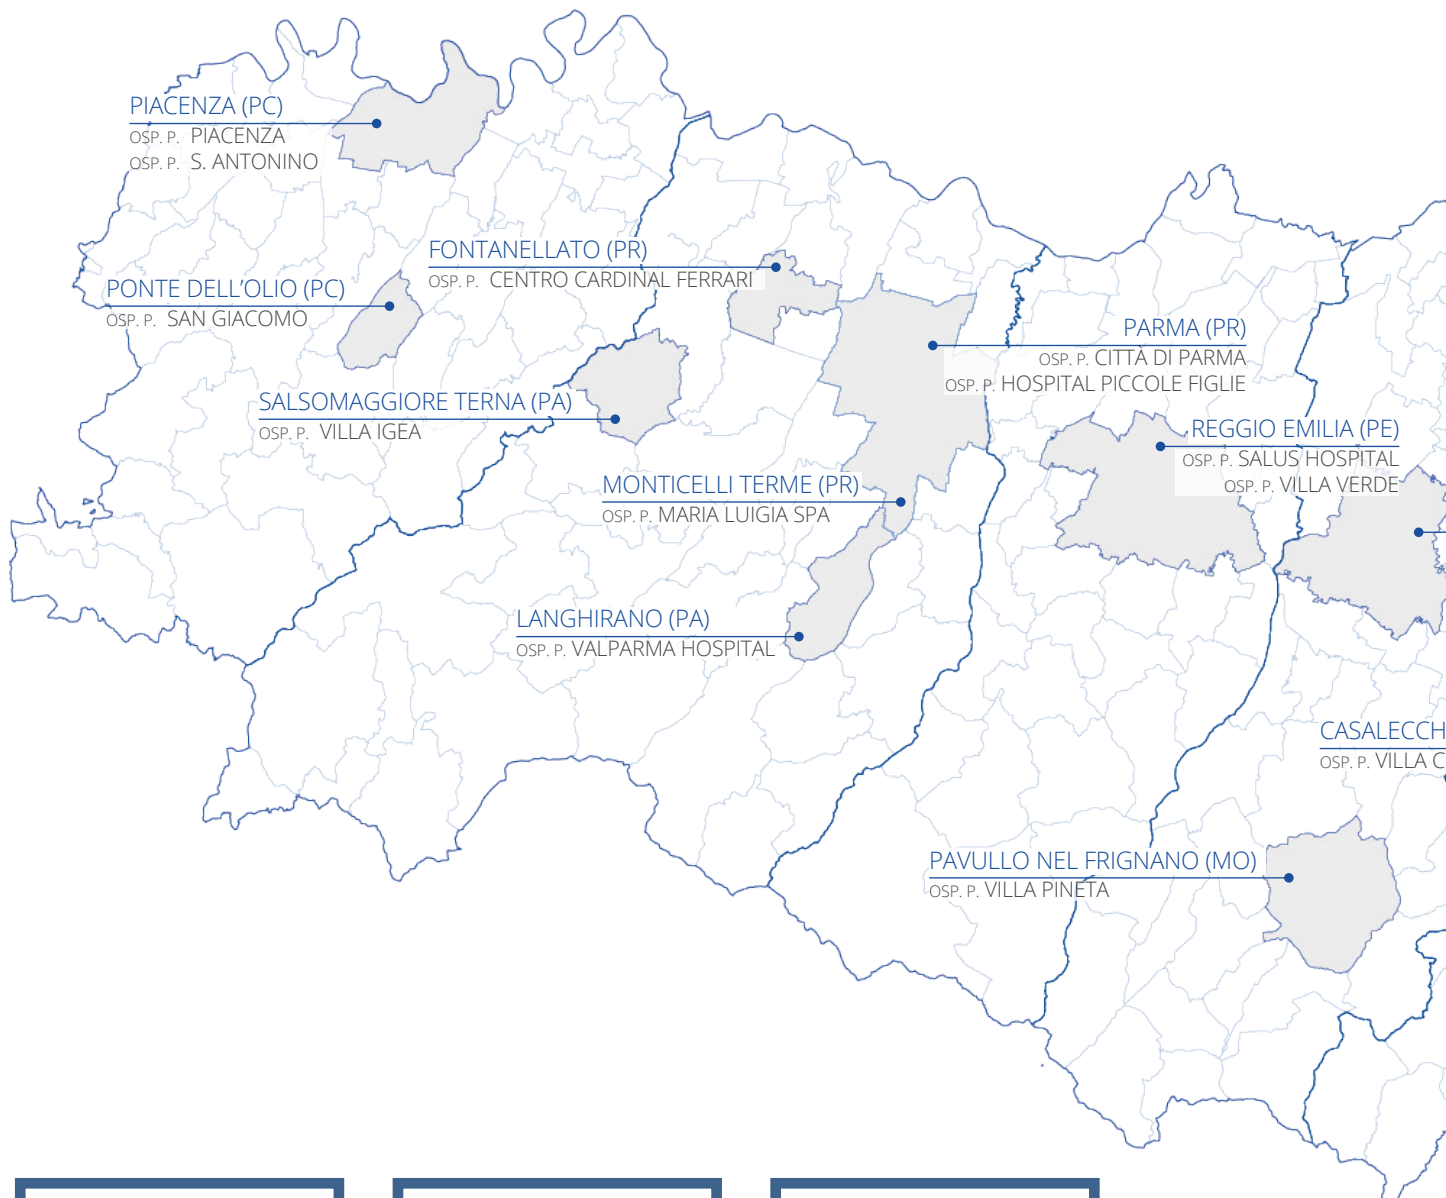 PIACENZA (PC)
OSP. P. PIACENZA
OSP. P. S. ANTONINO
FONTANELLATO (PR)
OSP. P. CENTRO CARDINAL FERRARI
PONTE DELL'OLIO (PC)
OSP. P. SAN GIACOMO
PARMA (PR)
OSP. P. CITTÀ DI PARMA
OSP. P. HOSPITAL PICCOLE FIGLIE
SALSOMAGGIORE TERNA (PA)
OSP. P. VILLA IGEA
REGGIO EMILIA (PE)
OSP. P. SALUS HOSPITAL
OSP. P. VILLA VERDE
MONTICELLI TERME (PR)
OSP. P. MARIA LUIGIA SPA
LANGHIRANO (PA)
OSP. P. VALPARMA HOSPITAL
CASALECCH
OSP. P. VILLA C
PAVULLO NEL FRIGNANO (MO)
OSP. P. VILLA PINETA